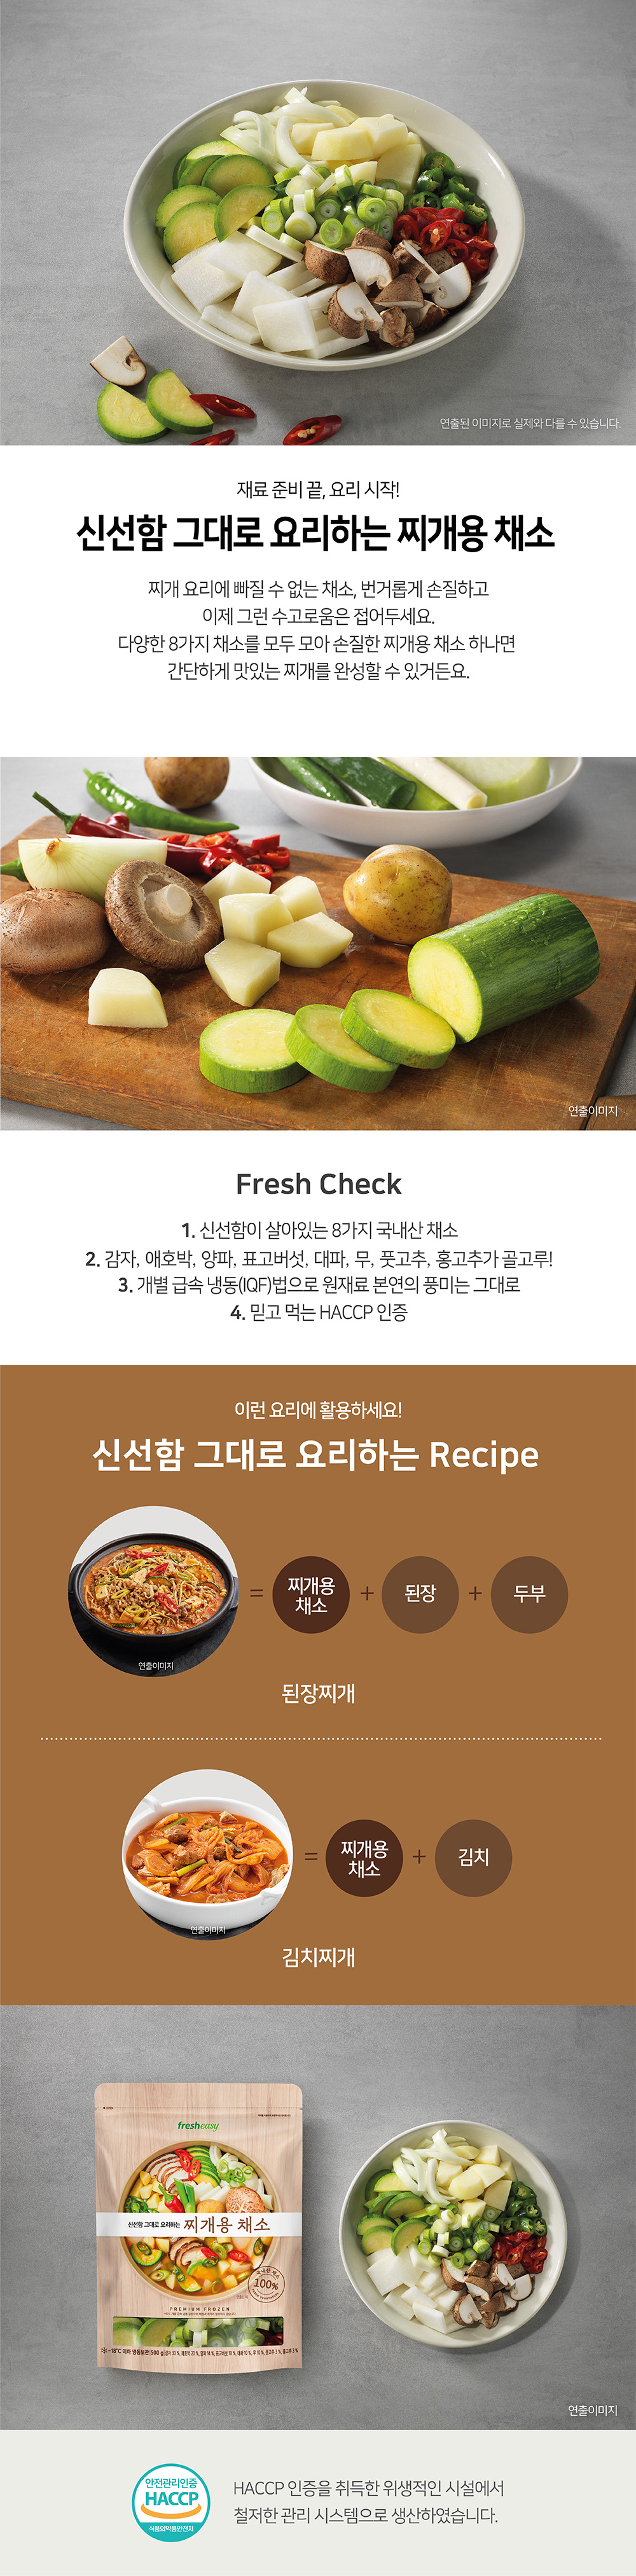 연출된 이미지로 실제와 다를 수 있습니다.
재료 준비 끝, 요리 시작!
신선함 그대로 요리하는 찌개용 채소
찌개 요리에 빠질 수 없는 채소, 번거롭게 손질하고
이제 그런 수고로움은 접어두세요.
다양한 8가지 채소를 모두 모아 손질한 찌개용 채소 하나면
간단하게 맛있는 찌개를 완성할 수 있거든요.
연출이미지
Fresh Check
1. 신선함이 살아있는 8가지 국내산 채소
2. 감자, 애호박, 양파, 표고버섯, 대파, 무, 풋고추, 홍고추가 골고루!
3. 개별 급속 냉동(IQF)법으로 원재료 본연의 풍미는 그대로
4. 믿고 먹는 HACCP 인증
이런 요리에 활용하세요!
신선함 그대로 요리하는 Recipe
연출이미지
=
찌개용
채소
+
된장
+
두부
된장찌개
연출이미지
=
찌개용
채소
+
김치
김치찌개
fresheasy
신선함 그대로 요리하는 찌개용 채소
100%
PREMIUM FROZEN
-18℃ 이하 냉동보관
연출이미지
안전관리인증
HACCP
식품의약품안전처
HACCP 인증을 취득한 위생적인 시설에서
철저한 관리 시스템으로 생산하였습니다.